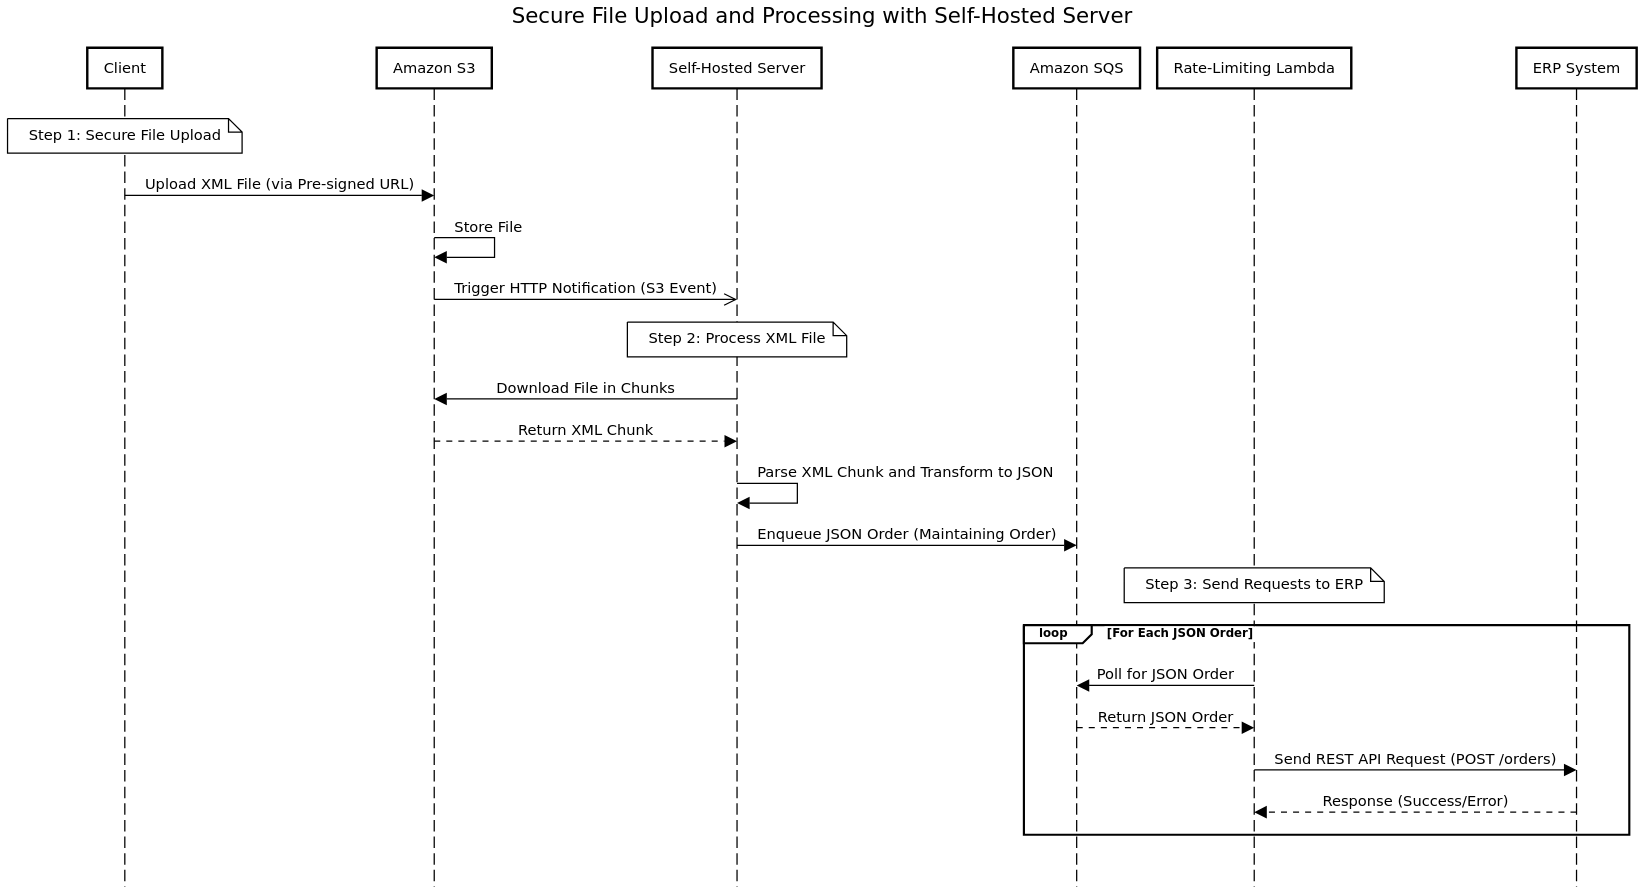 Secure File Upload and Processing with Self-Hosted Server
Client
Amazon S3
Self-Hosted Server
Amazon SQS
Rate-Limiting Lambda
ERP System
Step 1: Secure File Upload
Upload XML File (via Pre-signed URL)
Store File
Trigger HTTP Notification (S3 Event)
Step 2: Process XML File
Download File in Chunks
Return XML Chunk
Parse XML Chunk and Transform to JSON
Enqueue JSON Order (Maintaining Order)
Step 3: Send Requests to ERP
loop
[For Each JSON Order]
Poll for JSON Order
Return JSON Order
Send REST API Request (POST /orders)
Response (Success/Error)